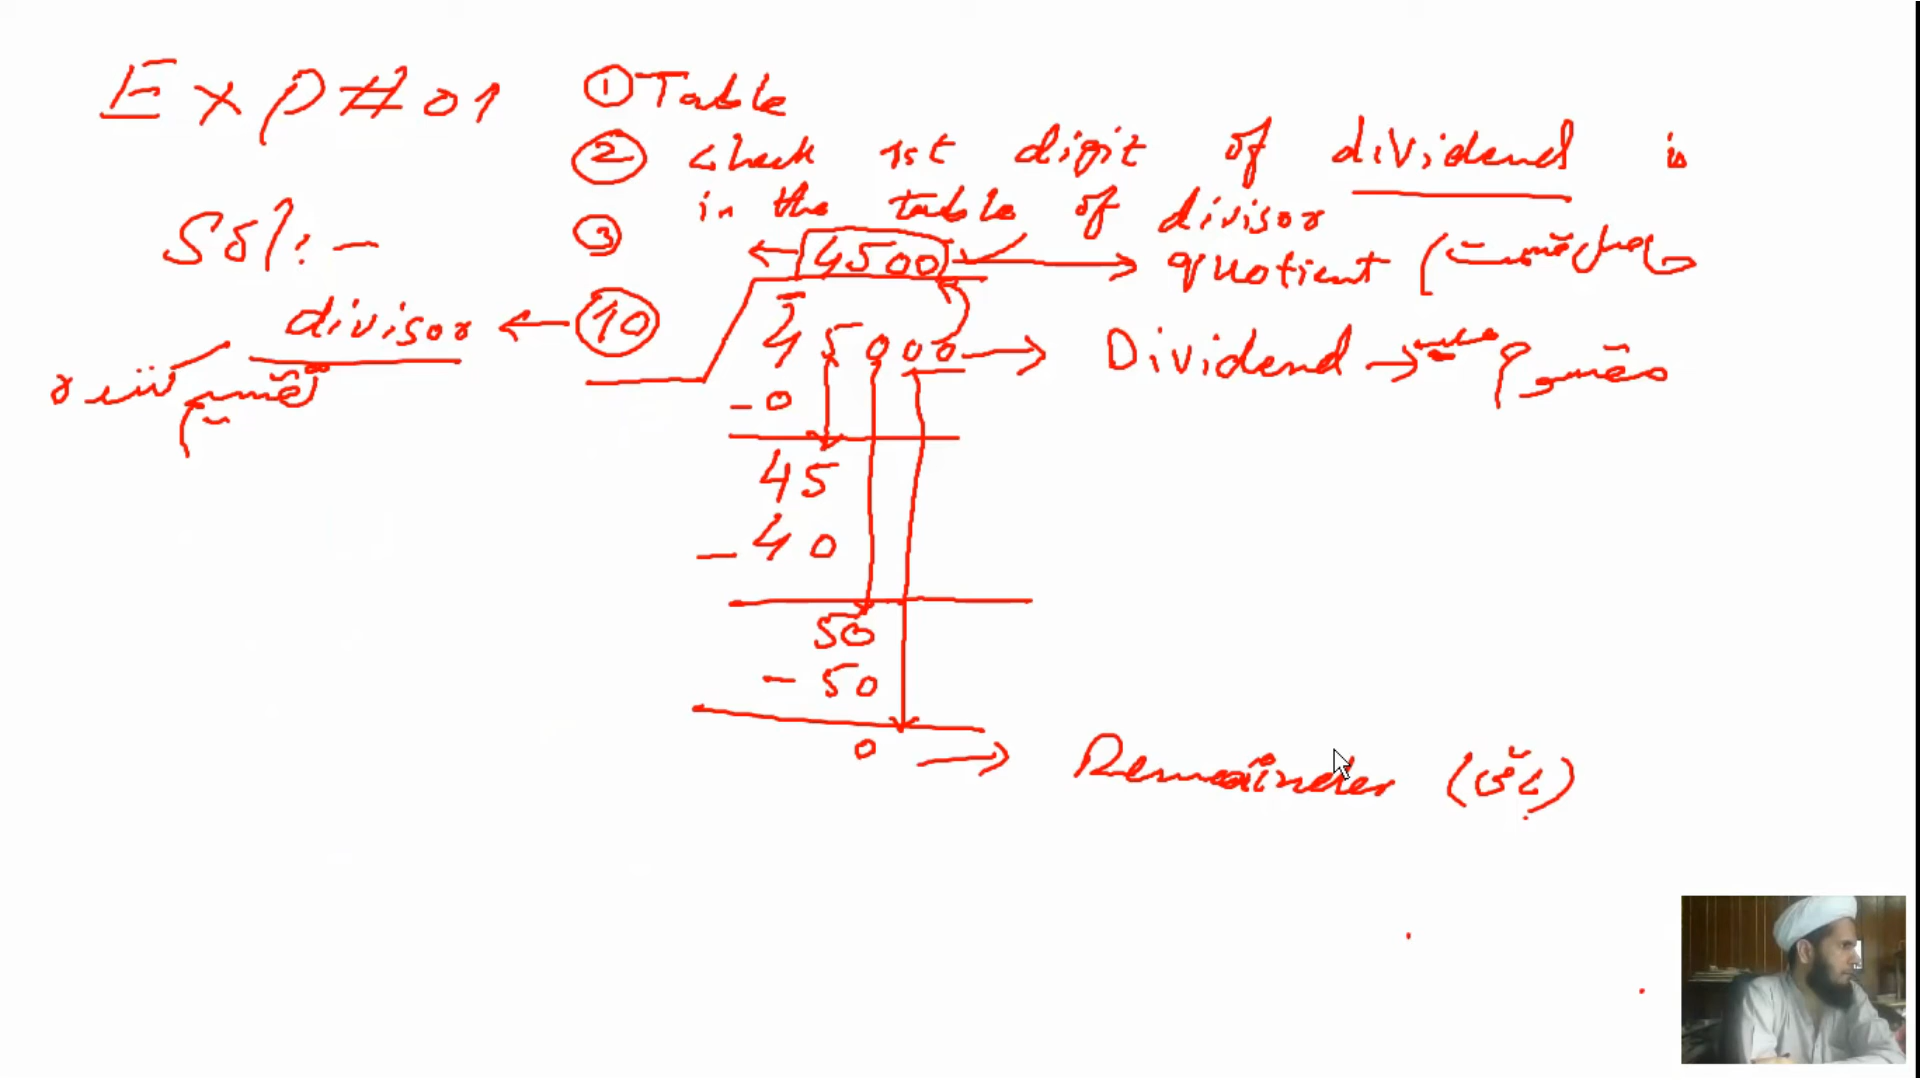 Exp#01
① Table
② check 1st digit of dividend is
in the table of divisor
③
Sol:-
4500
quotient
divisor
10
45000
Dividend
-0
45
-40
50
-50
0
Remainder (باقی)